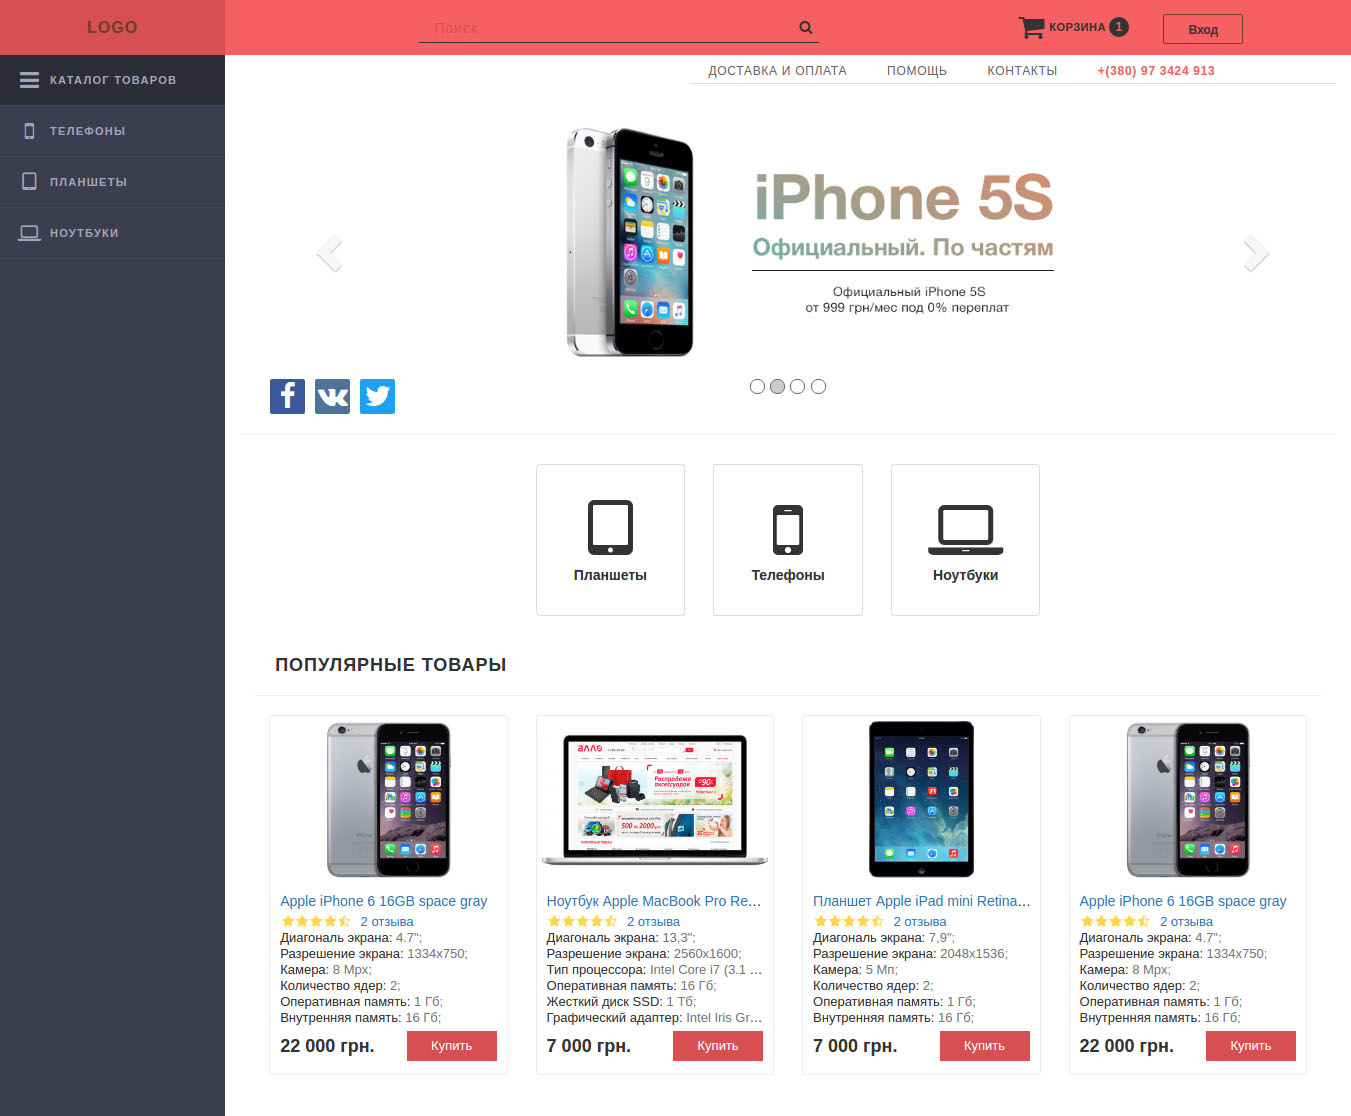 LOGO
Поиск
КОРЗИНА 1
Вход
ДОСТАВКА И ОПЛАТА ПОМОЩЬ КОНТАКТЫ +(380) 97 3424 913
КАТАЛОГ ТОВАРОВ
ТЕЛЕФОНЫ
ПЛАНШЕТЫ
НОУТБУКИ
iPhone 5S
Официальный. По частям
Официальный iPhone 5S
от 999 грн/мес под 0% переплат
Планшеты
Телефоны
Ноутбуки
ПОПУЛЯРНЫЕ ТОВАРЫ
Apple iPhone 6 16GB space gray
2 отзыва
Диагональ экрана: 4.7";
Разрешение экрана: 1334x750;
Камера: 8 Mpx;
Количество ядер: 2;
Оперативная память: 1 Гб;
Внутренняя память: 16 Гб;
22 000 грн. Купить
алло
Распродажа
аксессуаров
500 до 2000
Ноутбук Apple MacBook Pro Re...
2 отзыва
Диагональ экрана: 13,3";
Разрешение экрана: 2560x1600;
Тип процессора: Intel Core i7 (3.1 ...
Оперативная память: 16 Гб;
Жесткий диск SSD: 1 Тб;
Графический адаптер: Intel Iris Gr...
7 000 грн. Купить
Планшет Apple iPad mini Retina...
2 отзыва
Диагональ экрана: 7,9";
Разрешение экрана: 2048x1536;
Камера: 5 Мп;
Количество ядер: 2;
Оперативная память: 1 Гб;
Внутренняя память: 16 Гб;
7 000 грн. Купить
Apple iPhone 6 16GB space gray
2 отзыва
Диагональ экрана: 4.7";
Разрешение экрана: 1334x750;
Камера: 8 Mpx;
Количество ядер: 2;
Оперативная память: 1 Гб;
Внутренняя память: 16 Гб;
22 000 грн. Купить